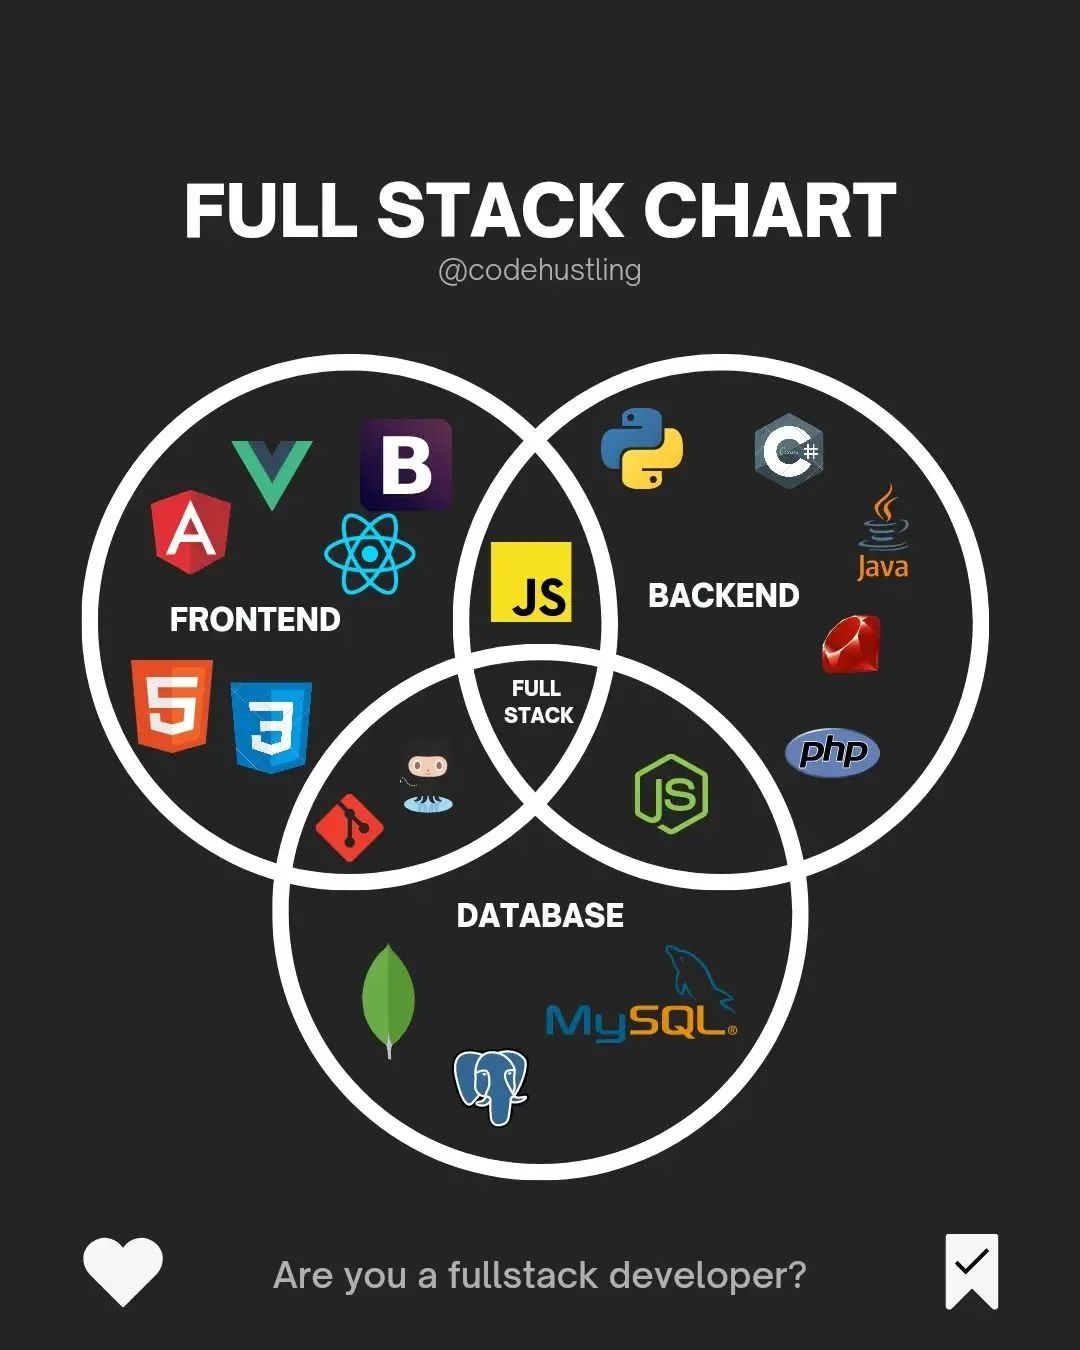 FULL STACK CHART
@codehustling
B
A
FRONTEND
5
3
JS
FULL
STACK
C#
Java
BACKEND
php
JS
DATABASE
MySQL®
Are you a fullstack developer?